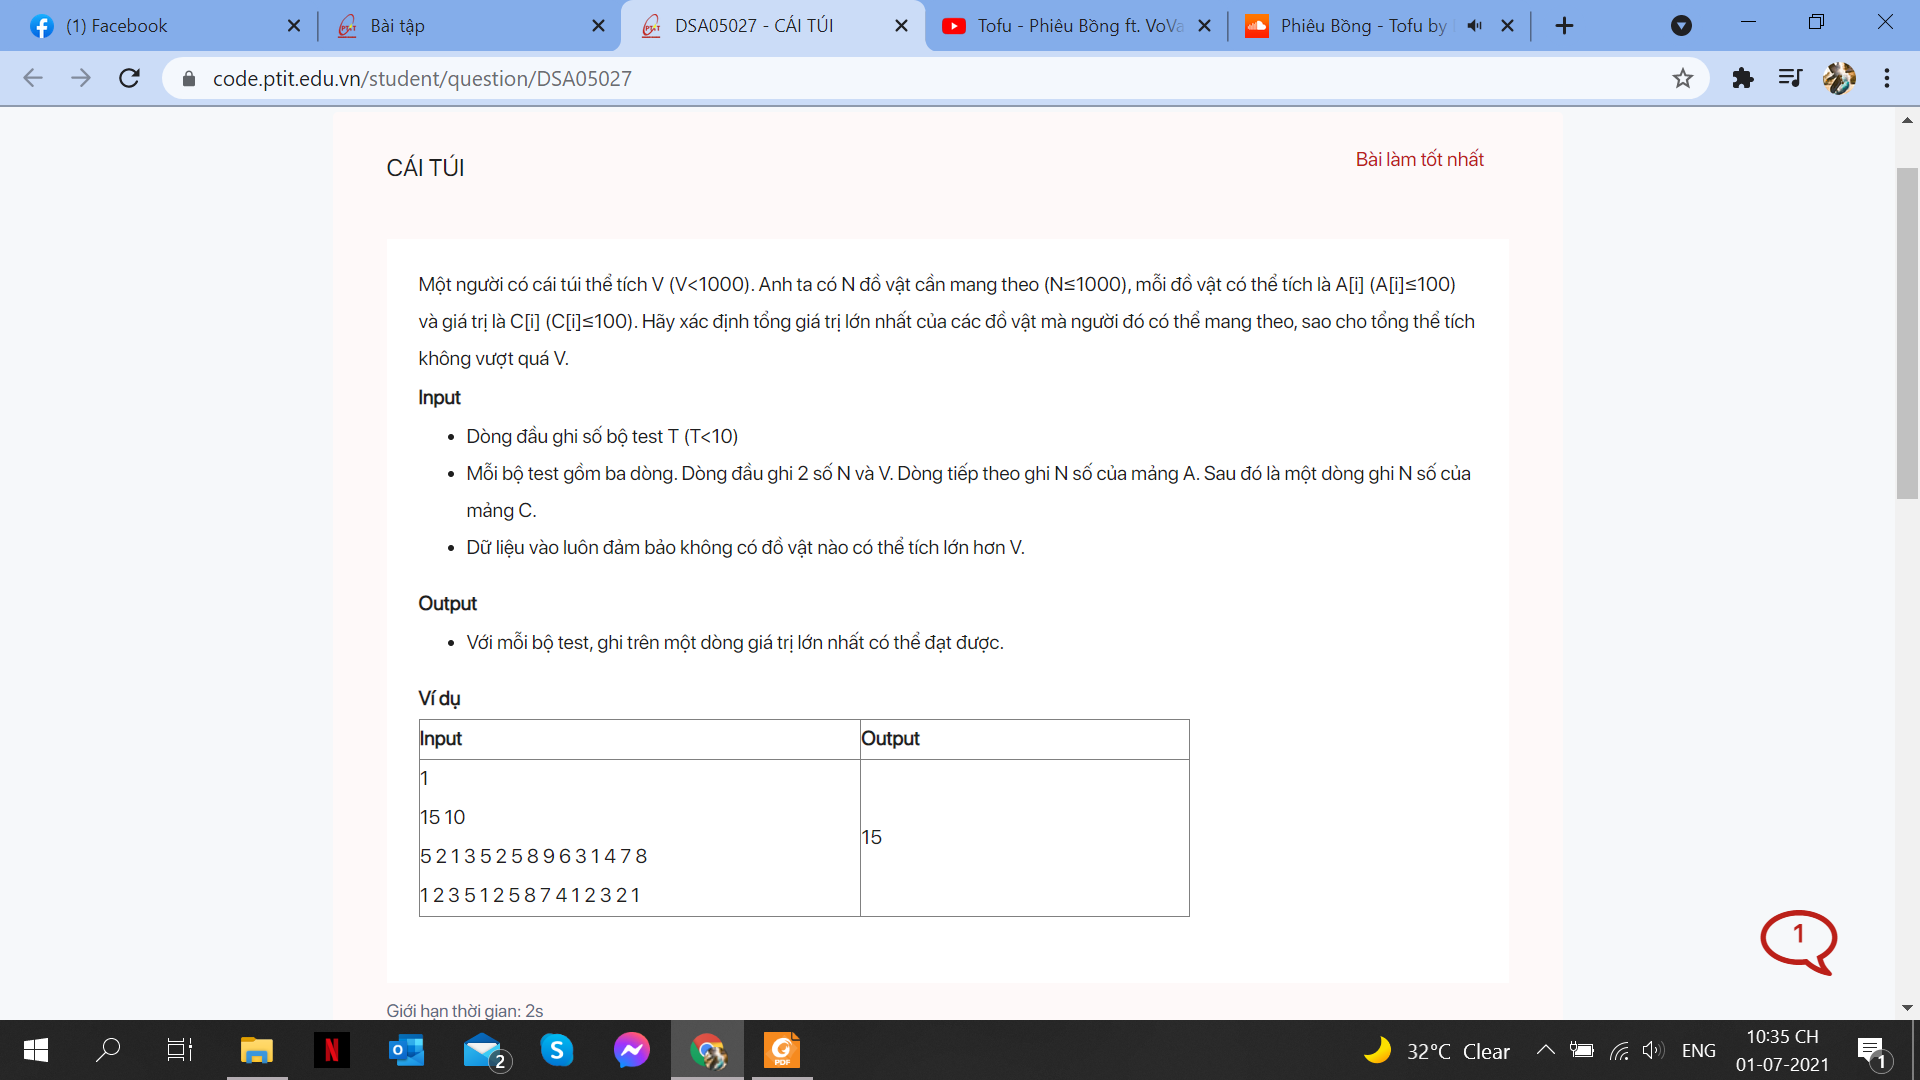 (1) Facebook
Bài tập
DSA05027 - CÁI TÚI
Tofu - Phiêu Bồng ft. VoVa
Phiêu Bồng - Tofu by
code.ptit.edu.vn/student/question/DSA05027
CÁI TÚI
Bài làm tốt nhất
Một người có cái túi thể tích V (V<1000). Anh ta có N đồ vật cần mang theo (N≤1000), mỗi đồ vật có thể tích là A[i] (A[i]≤100)
và giá trị là C[i] (C[i]≤100). Hãy xác định tổng giá trị lớn nhất của các đồ vật mà người đó có thể mang theo, sao cho tổng thể tích
không vượt quá V.
Input
• Dòng đầu ghi số bộ test T (T<10)
• Mỗi bộ test gồm ba dòng. Dòng đầu ghi 2 số N và V. Dòng tiếp theo ghi N số của mảng A. Sau đó là một dòng ghi N số của
mảng C.
• Dữ liệu vào luôn đảm bảo không có đồ vật nào có thể tích lớn hơn V.
Output
• Với mỗi bộ test, ghi trên một dòng giá trị lớn nhất có thể đạt được.
Ví dụ
Input Output
1
15 10
5 2 1 3 5 2 5 8 9 6 3 1 4 7 8
1 2 3 5 1 2 5 8 7 4 1 2 3 2 1
15
1
Giới hạn thời gian: 2s
N
2
PDF
32°C Clear
ENG
10:35 CH
01-07-2021
1